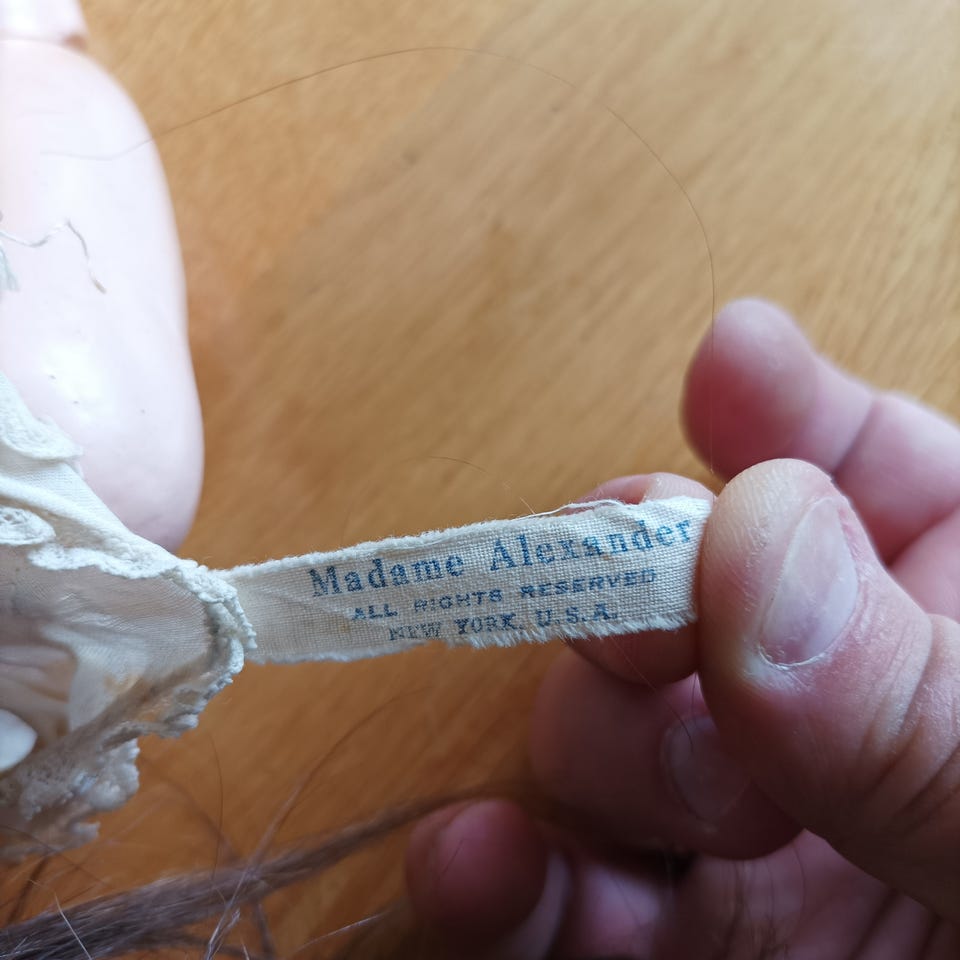 Madame Alexander
ALL RIGHTS RESERVED
NEW YORK, U.S.A.